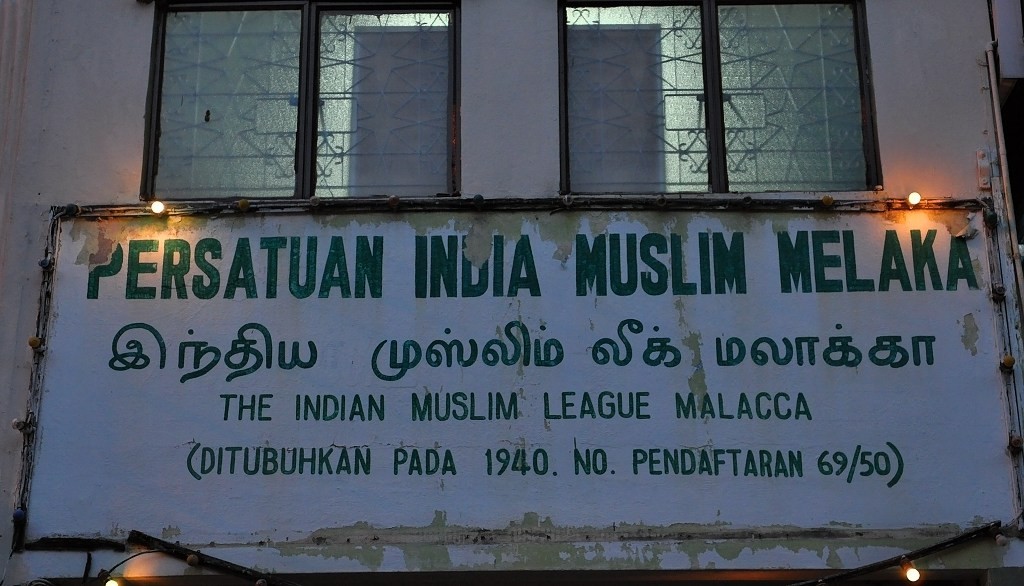 PERSATUAN INDIA MUSLIM MELAKA
இந்திய முஸ்லிம் லீக் மலாக்கா
THE INDIAN MUSLIM LEAGUE MALACCA
(DITUBUHKAN PADA 1940. NO. PENDAFTARAN 69/50)